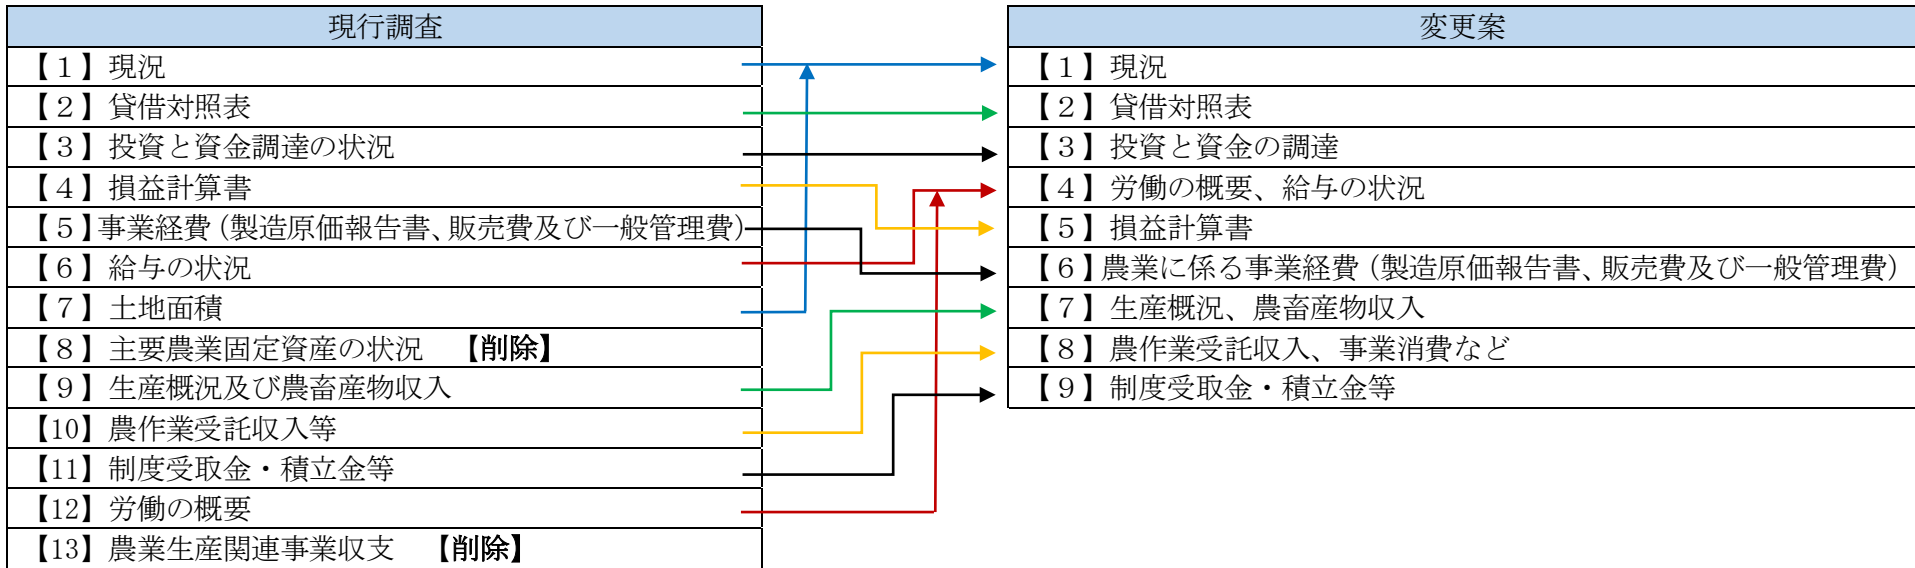 現行調査
【１】現況
【２】貸借対照表
【３】投資と資金調達の状況
【４】損益計算書
【５】事業経費（製造原価報告書、販売費及び一般管理費）
【６】給与の状況
【７】土地面積
【８】主要農業固定資産の状況　【削除】
【９】生産概況及び農畜産物収入
【10】農作業受託収入等
【11】制度受取金・積立金等
【12】労働の概要
【13】農業生産関連事業収支　【削除】
変更案
【１】現況
【２】貸借対照表
【３】投資と資金の調達
【４】労働の概要、給与の状況
【５】損益計算書
【６】農業に係る事業経費（製造原価報告書、販売費及び一般管理費）
【７】生産概況、農畜産物収入
【８】農作業受託収入、事業消費など
【９】制度受取金・積立金等